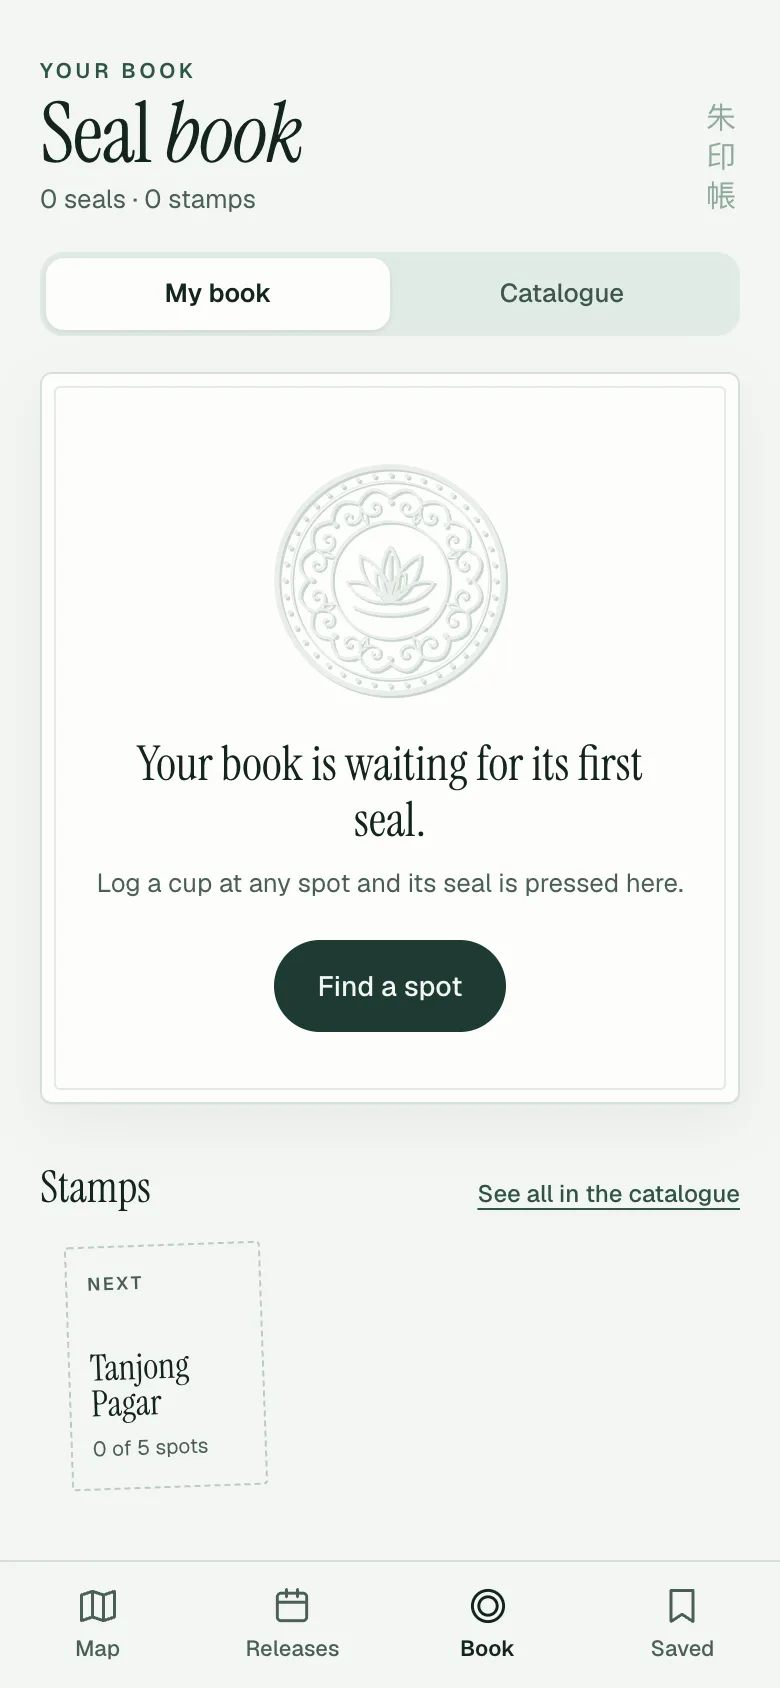 YOUR BOOK
Seal book
0 seals · 0 stamps
朱印帳
My book
Catalogue
Your book is waiting for its first
seal.
Log a cup at any spot and its seal is pressed here.
Find a spot
Stamps
See all in the catalogue
NEXT
Tanjong
Pagar
0 of 5 spots
Map
Releases
Book
Saved